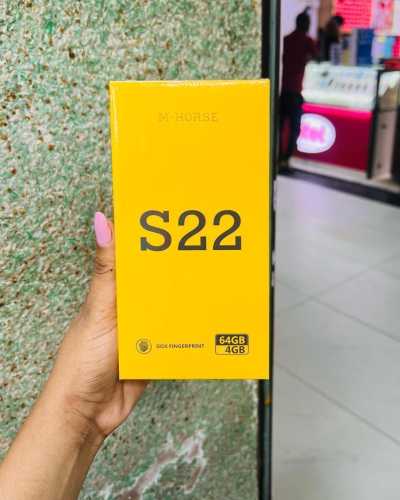 M-HORSE
S22
SIDE FINGERPRINT
64GB
4GB